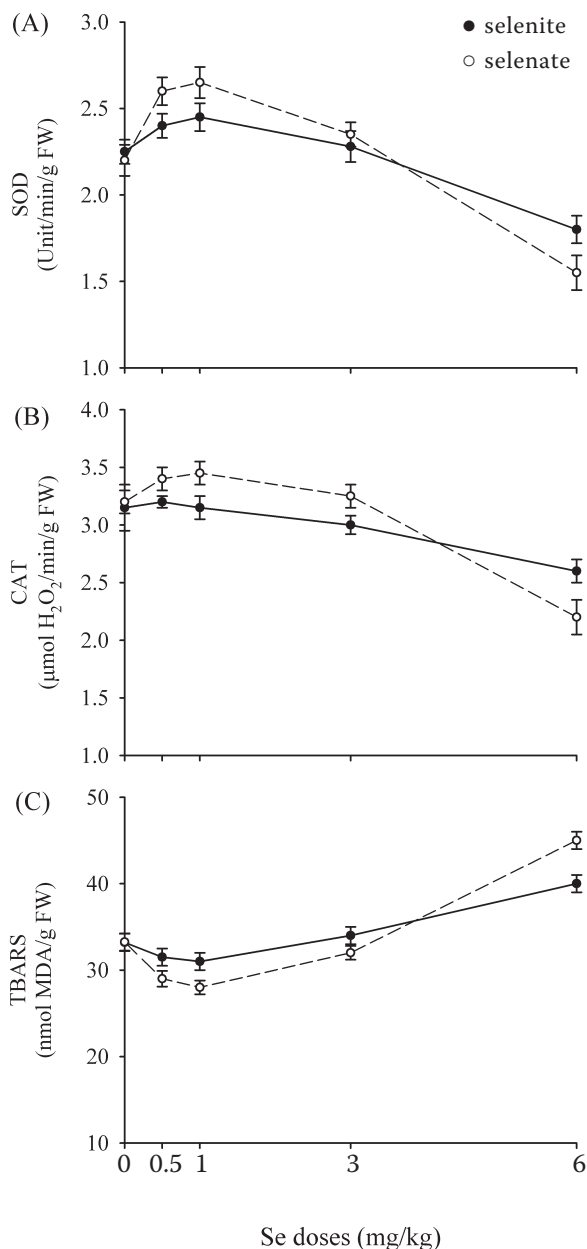 (A)
selenite
selenate
3.0
2.5
2.0
1.5
1.0
SOD
(Unit/min/g FW)
(B)
4.0
3.5
3.0
2.5
2.0
1.5
1.0
CAT
(μmol H₂O₂/min/g FW)
(C)
50
40
30
20
10
TBARS
(nmol MDA/g FW)
0 0.5 1 3 6
Se doses (mg/kg)